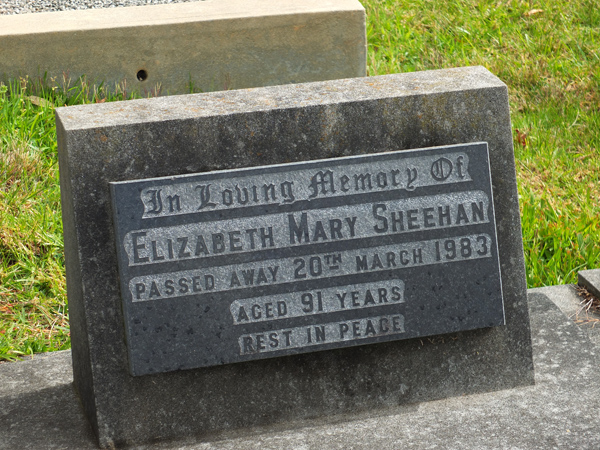 In Loving Memory Of
ELIZABETH MARY SHEEHAN
PASSED AWAY 20TH MARCH 1983
AGED 91 YEARS
REST IN PEACE